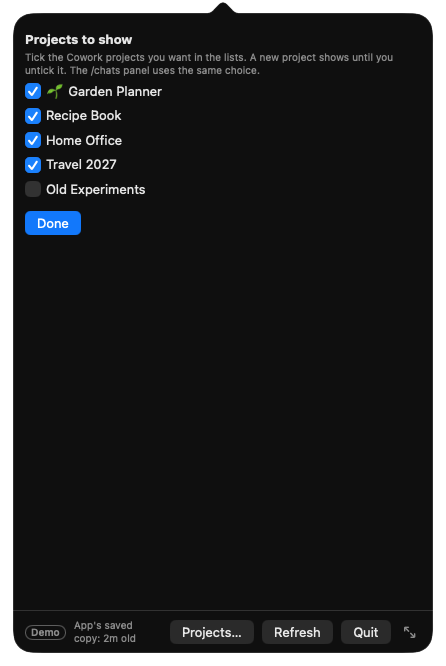 Projects to show
Tick the Cowork projects you want in the lists. A new project shows until you
untick it. The /chats panel uses the same choice.
🌱 Garden Planner
Recipe Book
Home Office
Travel 2027
Old Experiments
Done
Demo
App's saved
copy: 2m old
Projects...
Refresh
Quit